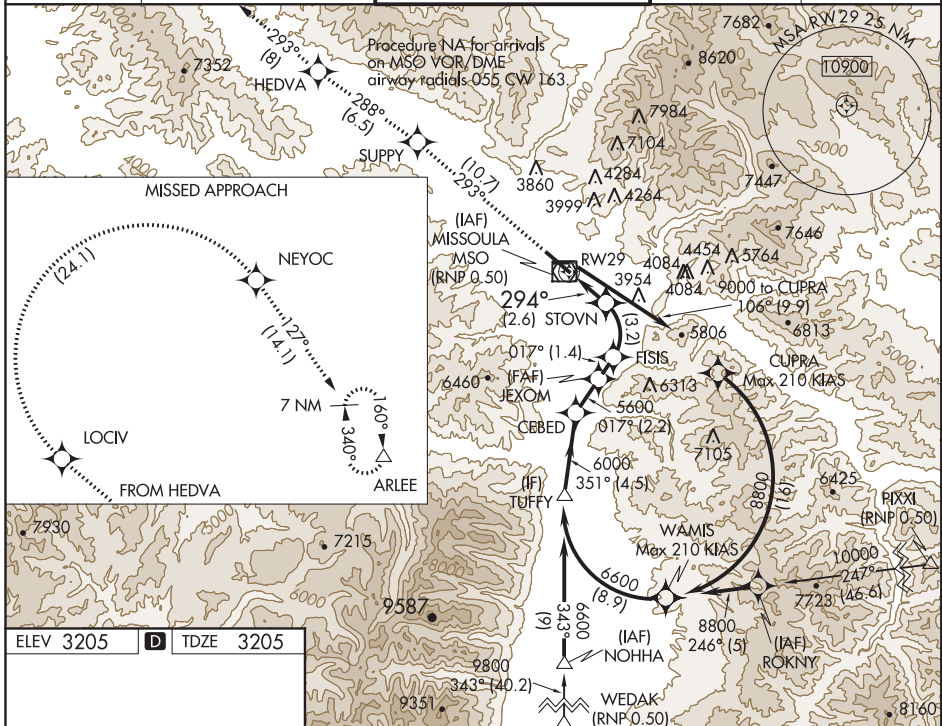 293°
(8)
HEDVA
7352
Procedure NA for arrivals
on MSO VOR/DME
airway radials 055 CW 163.
7682
8620
MSA RW29 25 NM
10900
288°
(6.5)
SUPPY
7984
7104
5000
4000
(10.7)
293°
3860
4284
3999
4264
7447
MISSED APPROACH
(24.1)
NEYOC
127°
(14.1)
7 NM
160°
340°
ARLEE
LOCIV
FROM HEDVA
(IAF)
MISSOULA
MSO
(RNP 0.50)
RW29
7646
4454
5764
4084
4084
3954
9000 to CUPRA
106° (9.9)
294°
(2.6)
STOVN
(3.2)
5806
6813
017° (1.4)
FISIS
6460
(FAF)
JEXOM
6313
CUPRA
Max 210 KIAS
CEBED
5600
017° (2.2)
7105
6000
351° (4.5)
8800
(16)
6425
(IF)
TUFFY
PIXXI
(RNP 0.50)
7930
7215
WAMIS
Max 210 KIAS
6000
10000
247°
(46.6)
7723
6600
(8.9)
9587
8800
246° (5)
(IAF)
ROKNY
6600
343°
(9)
(IAF)
NOHHA
ELEV 3205
D
TDZE 3205
9800
343° (40.2)
9351
WEDAK
(RNP 0.50)
8160